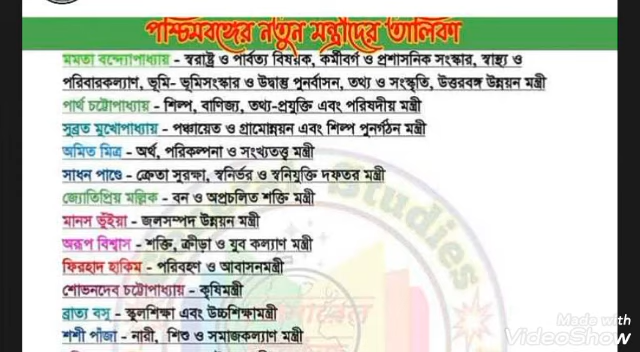 পশ্চিমবঙ্গের নতুন মন্ত্রীদের তালিকা
মমতা বন্দ্যোপাধ্যায় - স্বরাষ্ট্র ও পার্বত্য বিষয়ক, কর্মীবর্গ ও প্রশাসনিক সংস্কার, স্বাস্থ্য ও
পরিবারকল্যাণ, ভূমি- ভূমিসংস্কার ও উদ্বাস্তু পুনর্বাসন, তথ্য ও সংস্কৃতি, উত্তরবঙ্গ উন্নয়ন মন্ত্রী
পার্থ চট্টোপাধ্যায় - শিল্প, বাণিজ্য, তথ্য-প্রযুক্তি এবং পরিষদীয় মন্ত্রী
সুব্রত মুখোপাধ্যায় - পঞ্চায়েত ও গ্রামোন্নয়ন এবং শিল্প পুনর্গঠন মন্ত্রী
অমিত মিত্র - অর্থ, পরিকল্পনা ও সংখ্যতত্ত্ব মন্ত্রী
সাধন পাণ্ডে - ক্রেতা সুরক্ষা, স্বনির্ভর ও স্বনিযুক্তি দফতর মন্ত্রী
জ্যোতিপ্রিয় মল্লিক - বন ও অপ্রচলিত শক্তি মন্ত্রী
মানস ভূঁইয়া - জলসম্পদ উন্নয়ন মন্ত্রী
অরূপ বিশ্বাস - শক্তি, ক্রীড়া ও যুব কল্যাণ মন্ত্রী
ফিরহাদ হাকিম - পরিবহণ ও আবাসনমন্ত্রী
শোভনদেব চট্টোপাধ্যায় - কৃষিমন্ত্রী
ব্রাত্য বসু - স্কুলশিক্ষা এবং উচ্চশিক্ষামন্ত্রী
শশী পাঁজা - নারী, শিশু ও সমাজকল্যাণ মন্ত্রী
Studies
Made with
VideoShow